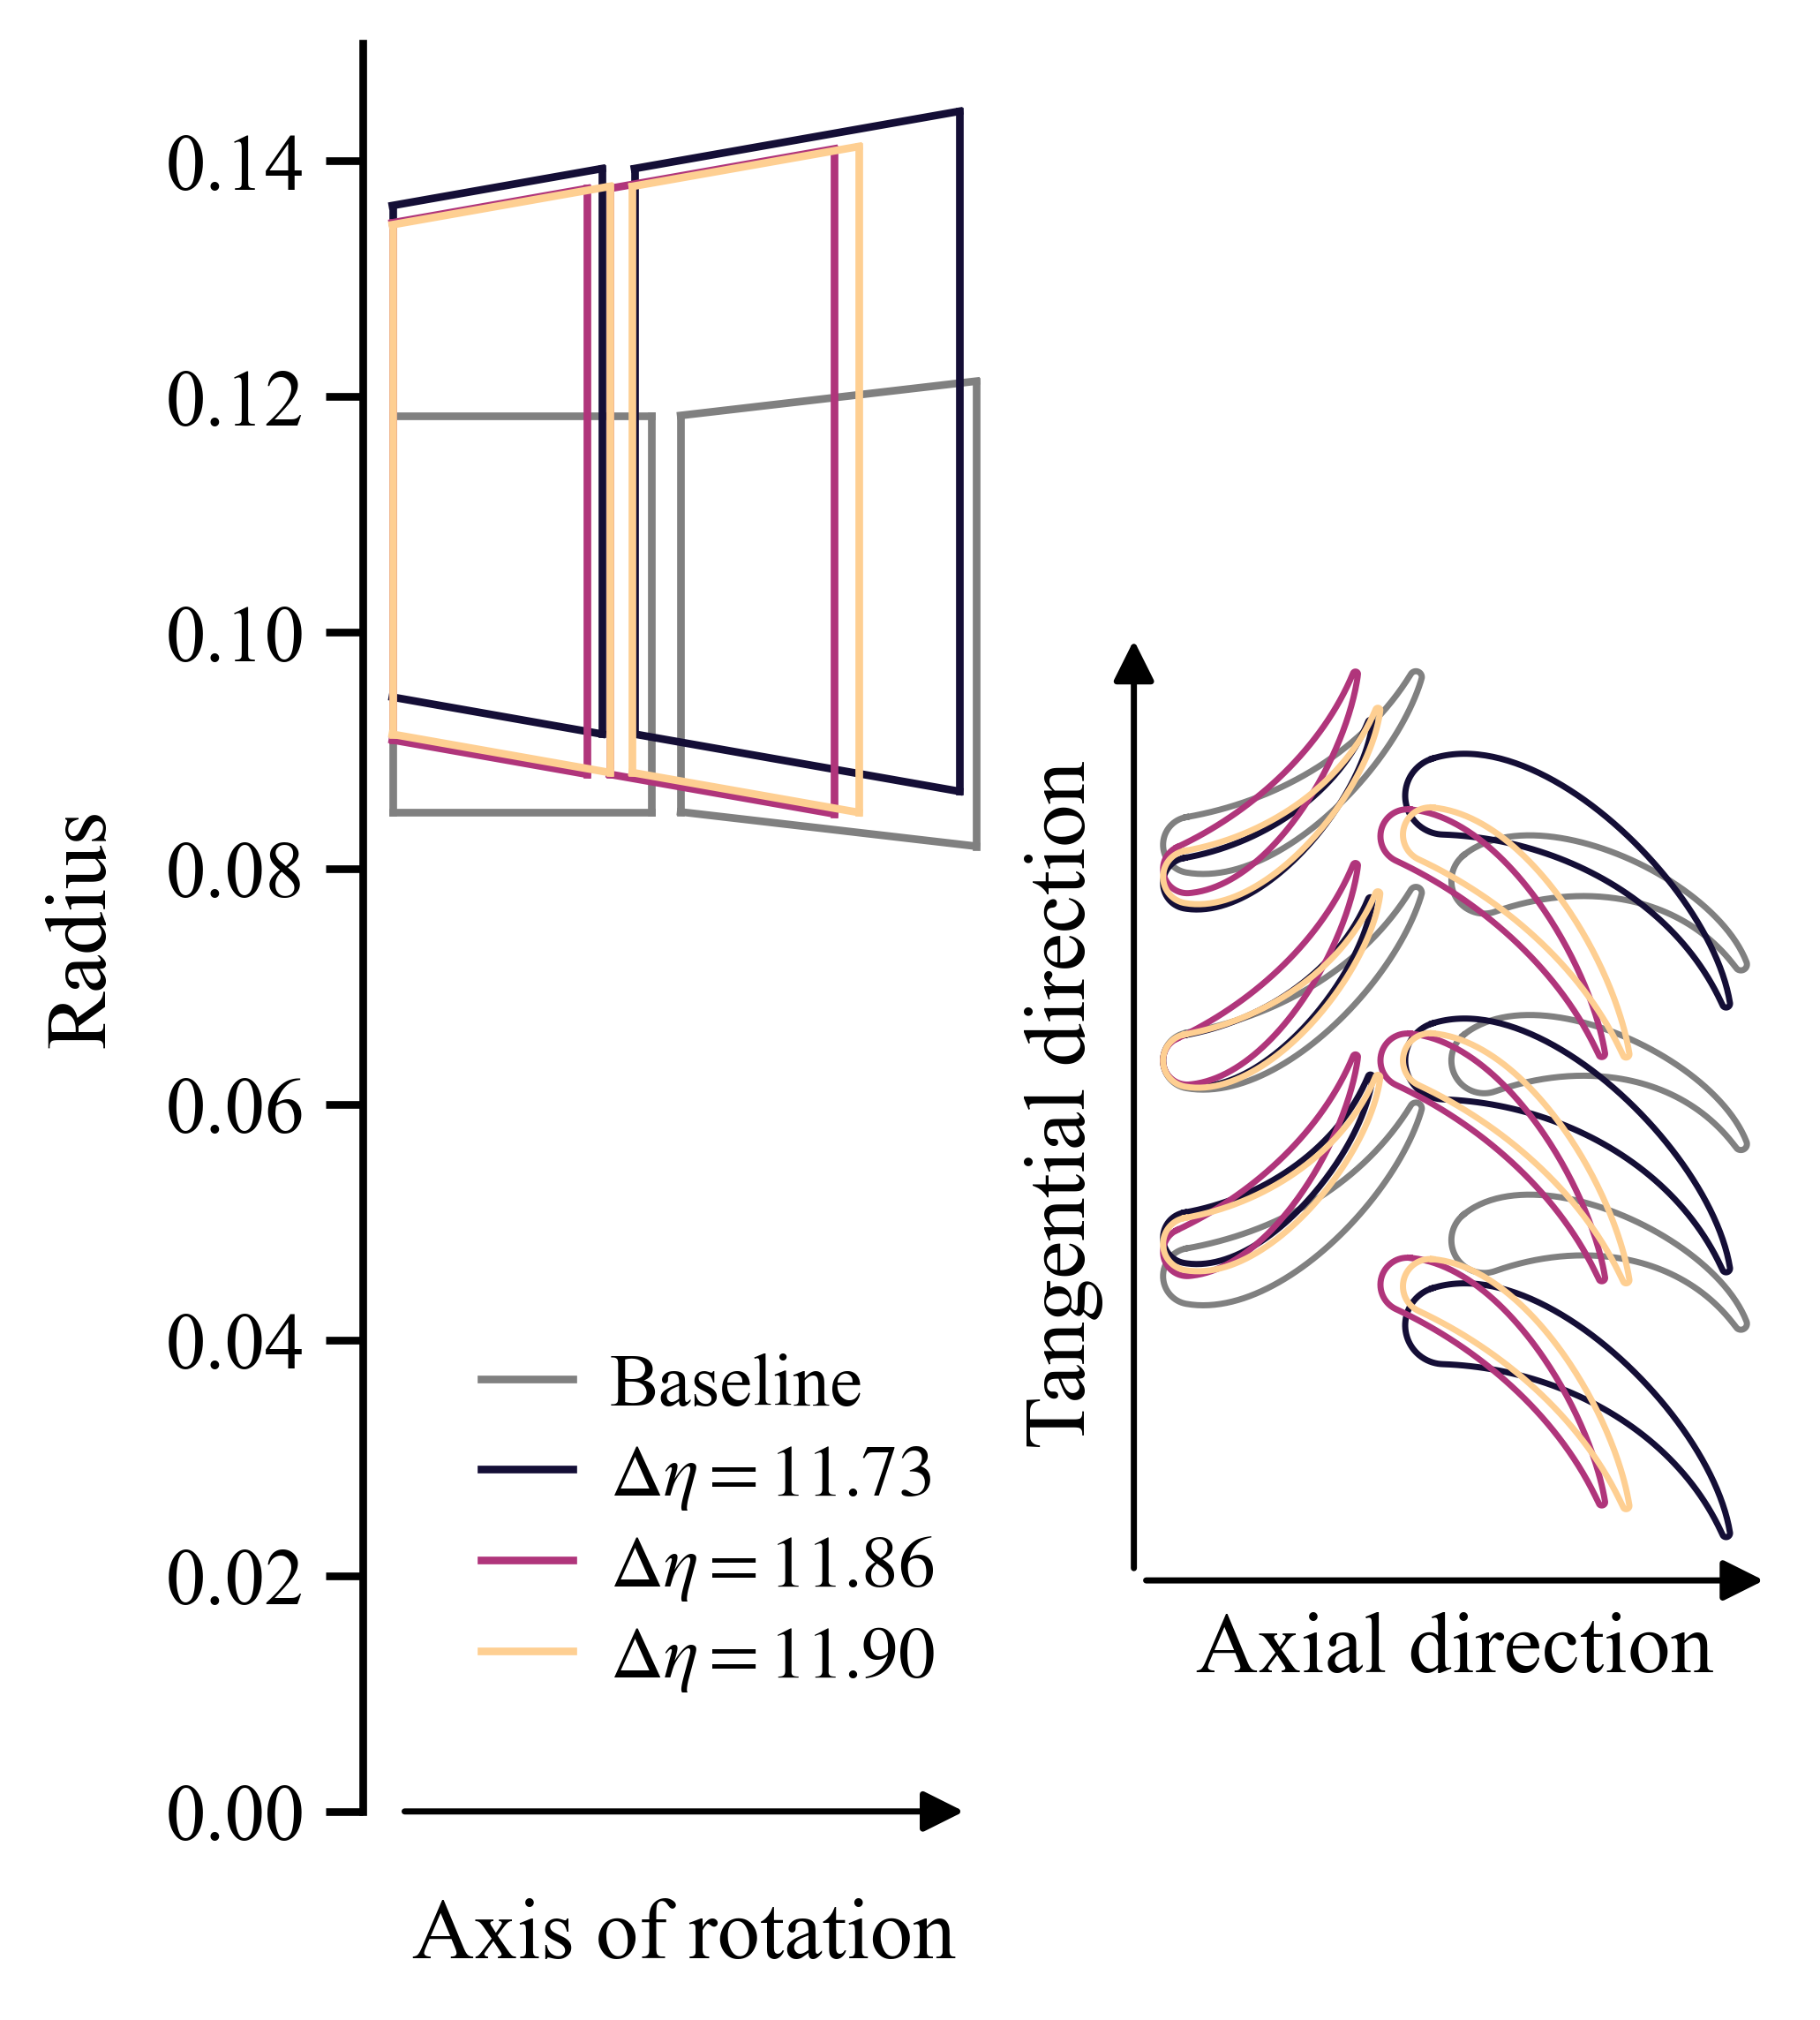 0.14
0.12
0.10
0.08
0.06
0.04
0.02
0.00
Radius
Axis of rotation
Baseline
Δη = 11.73
Δη = 11.86
Δη = 11.90
Tangential direction
Axial direction